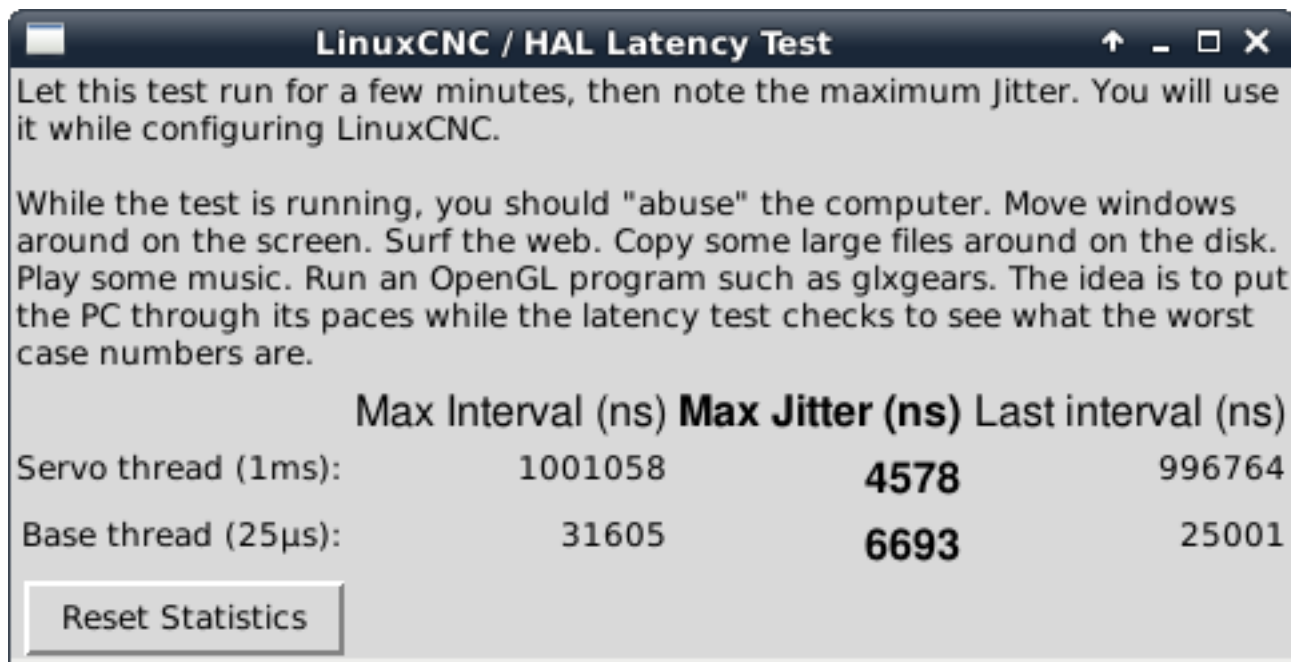 LinuxCNC / HAL Latency Test
Let this test run for a few minutes, then note the maximum Jitter. You will use
it while configuring LinuxCNC.
While the test is running, you should "abuse" the computer. Move windows
around on the screen. Surf the web. Copy some large files around on the disk.
Play some music. Run an OpenGL program such as glxgears. The idea is to put
the PC through its paces while the latency test checks to see what the worst
case numbers are.
Max Interval (ns) Max Jitter (ns) Last interval (ns)
Servo thread (1ms): 1001058 4578 996764
Base thread (25µs): 31605 6693 25001
Reset Statistics